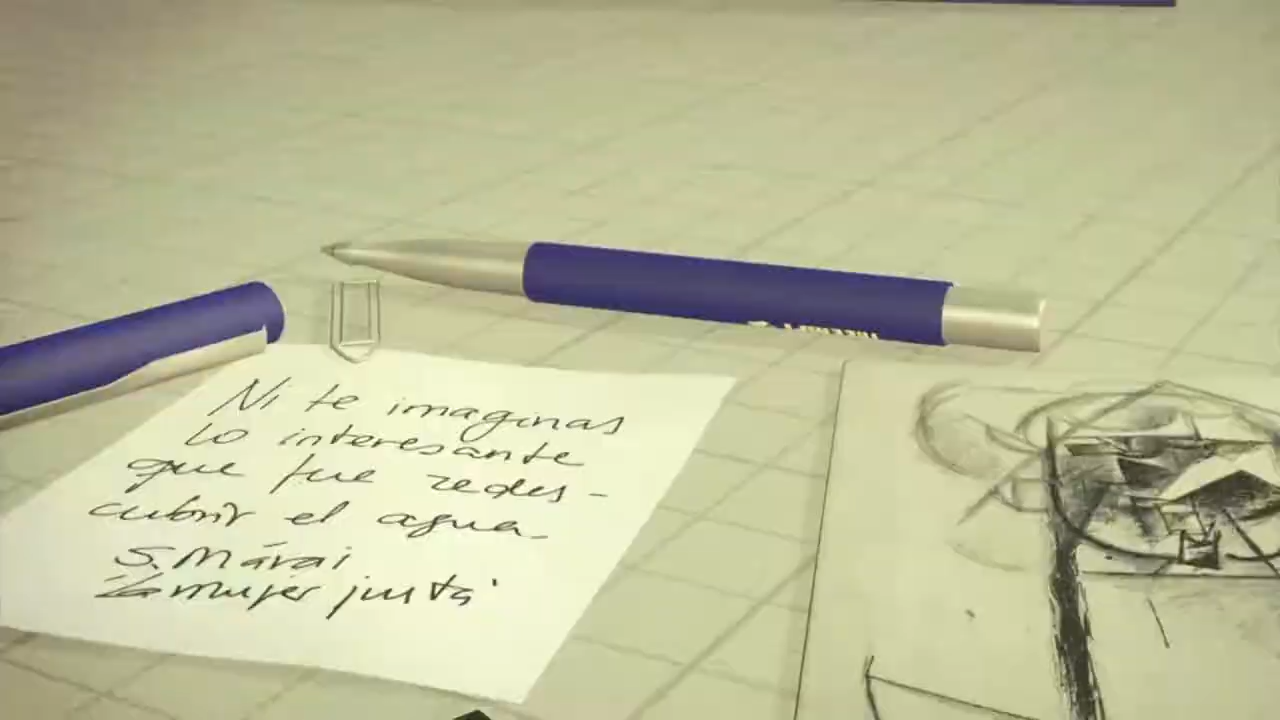 Ni te imaginas
lo interesante
que fue redes-
cubrir el agua
S. Márai
"La mujer justa"